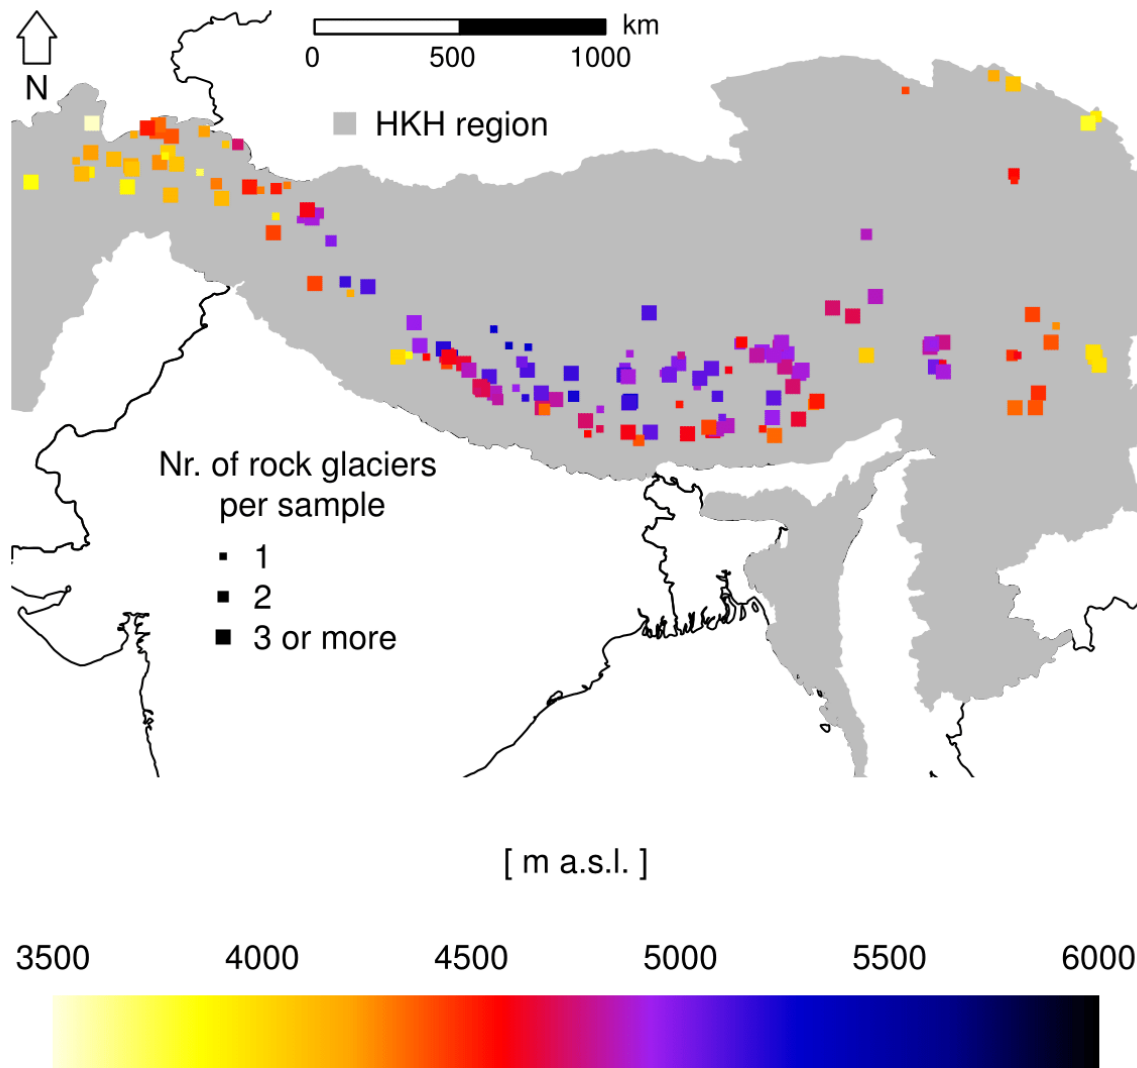 km
0 500 1000
N
HKH region
Nr. of rock glaciers
per sample
1
2
3 or more
[ m a.s.l. ]
3500 4000 4500 5000 5500 6000